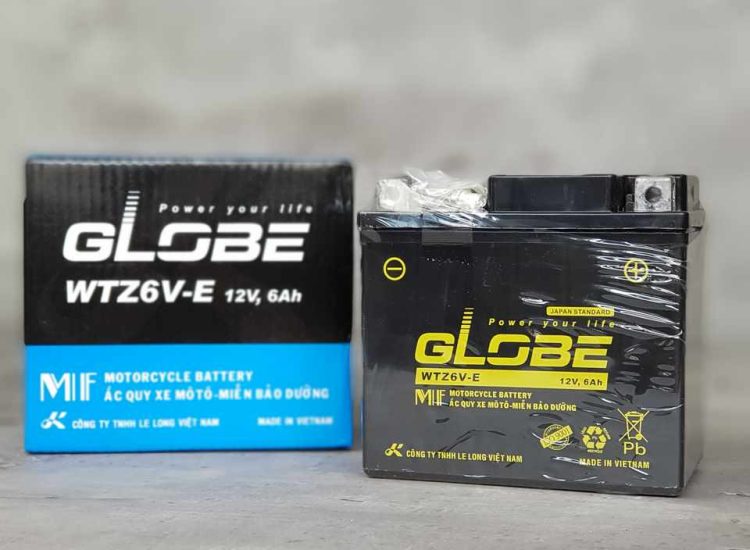 Power your life
GLOBE
WTZ6V-E 12V, 6Ah
MF MOTORCYCLE BATTERY
ẮC QUY XE MÔTÔ-MIỄN BẢO DƯỠNG
CÔNG TY TNHH LE LONG VIỆT NAM MADE IN VIETNAM
JAPAN STANDARD
Power your life
GLOBE
WTZ6V-E 12V, 6Ah
MF MOTORCYCLE BATTERY
ẮC QUY XE MÔTÔ-MIỄN BẢO DƯỠNG
Pb
CÔNG TY TNHH LE LONG VIỆT NAM MADE IN VIETNAM